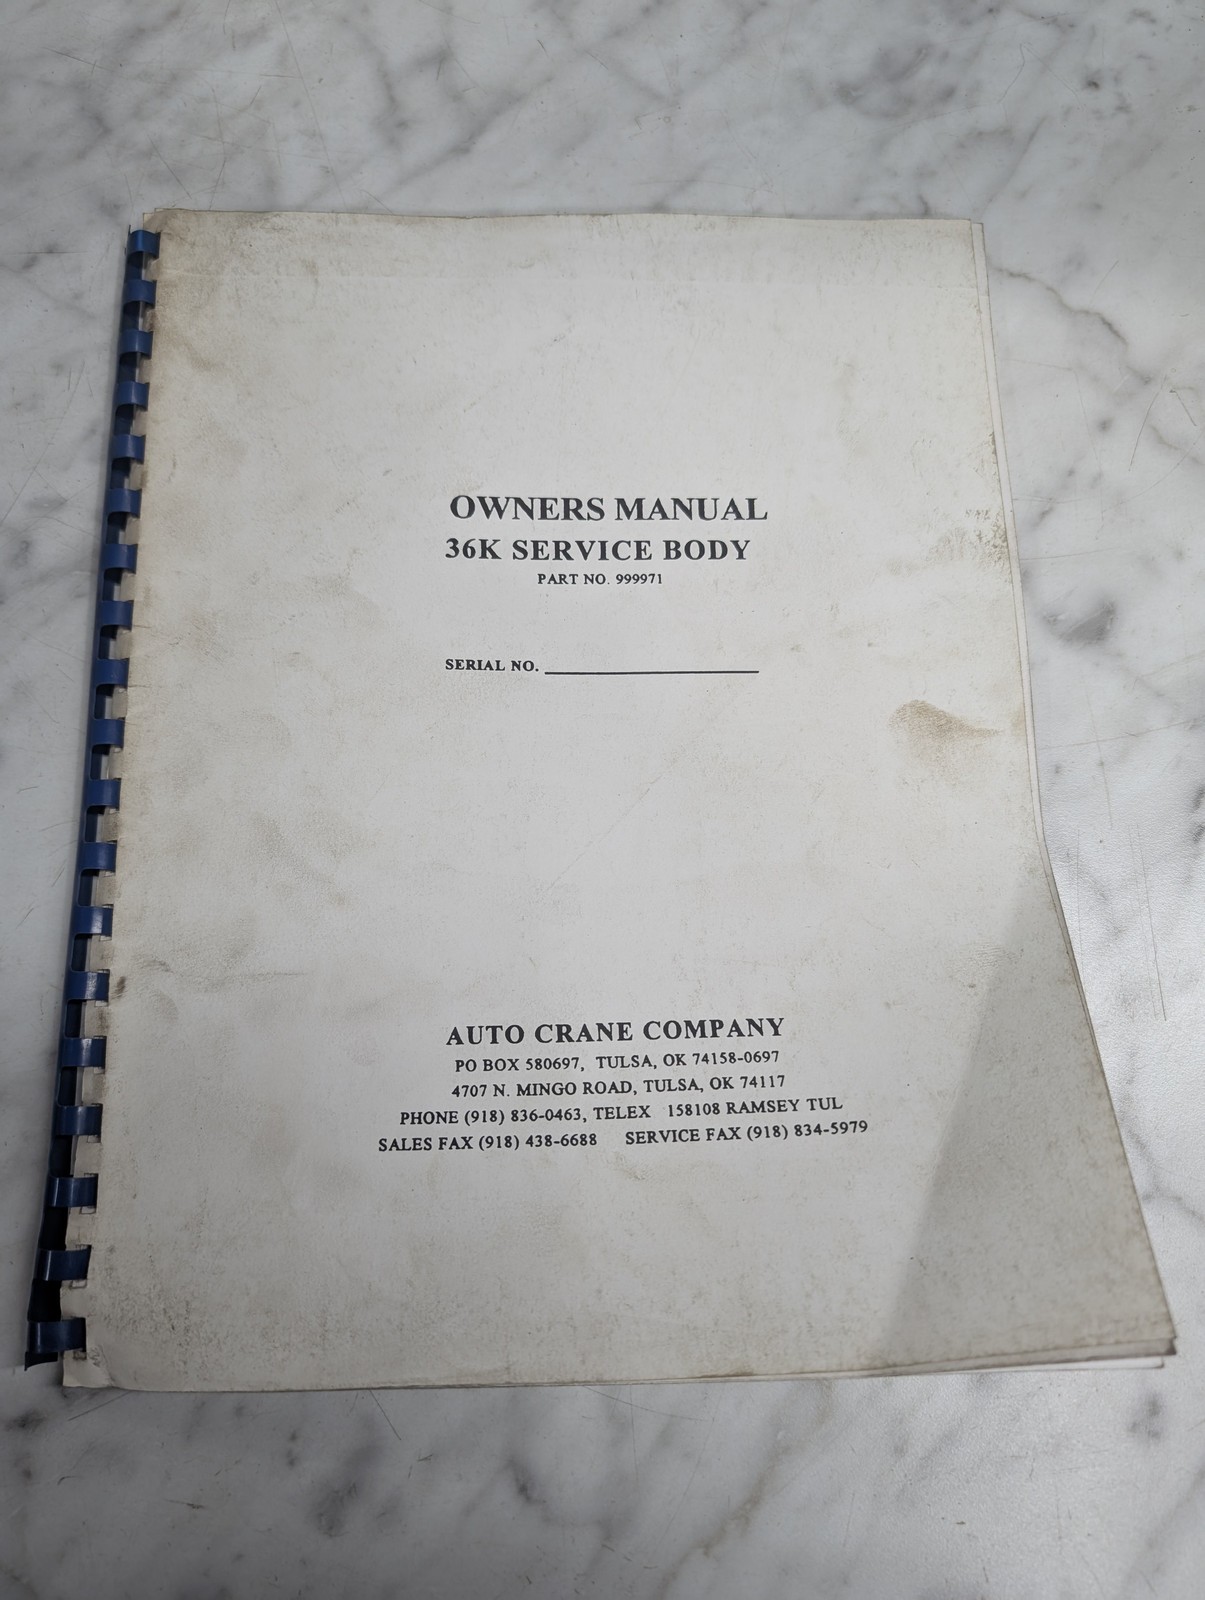 OWNERS MANUAL
36K SERVICE BODY
PART NO. 999971
SERIAL NO.
AUTO CRANE COMPANY
PO BOX 580697, TULSA, OK 74158-0697
4707 N. MINGO ROAD, TULSA, OK 74117
PHONE (918) 836-0463, TELEX 158108 RAMSEY TUL
SALES FAX (918) 438-6688 SERVICE FAX (918) 834-5979